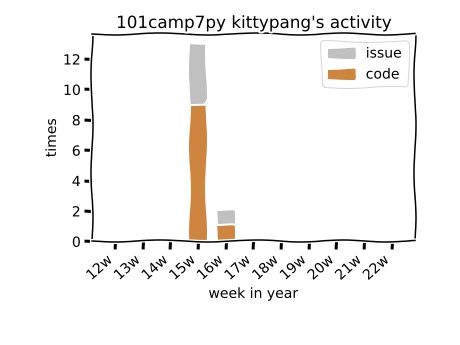 101camp7py kittypang's activity
issue
code
times
12
10
8
6
4
2
0
12w 13w 14w 15w 16w 17w 18w 19w 20w 21w 22w
week in year